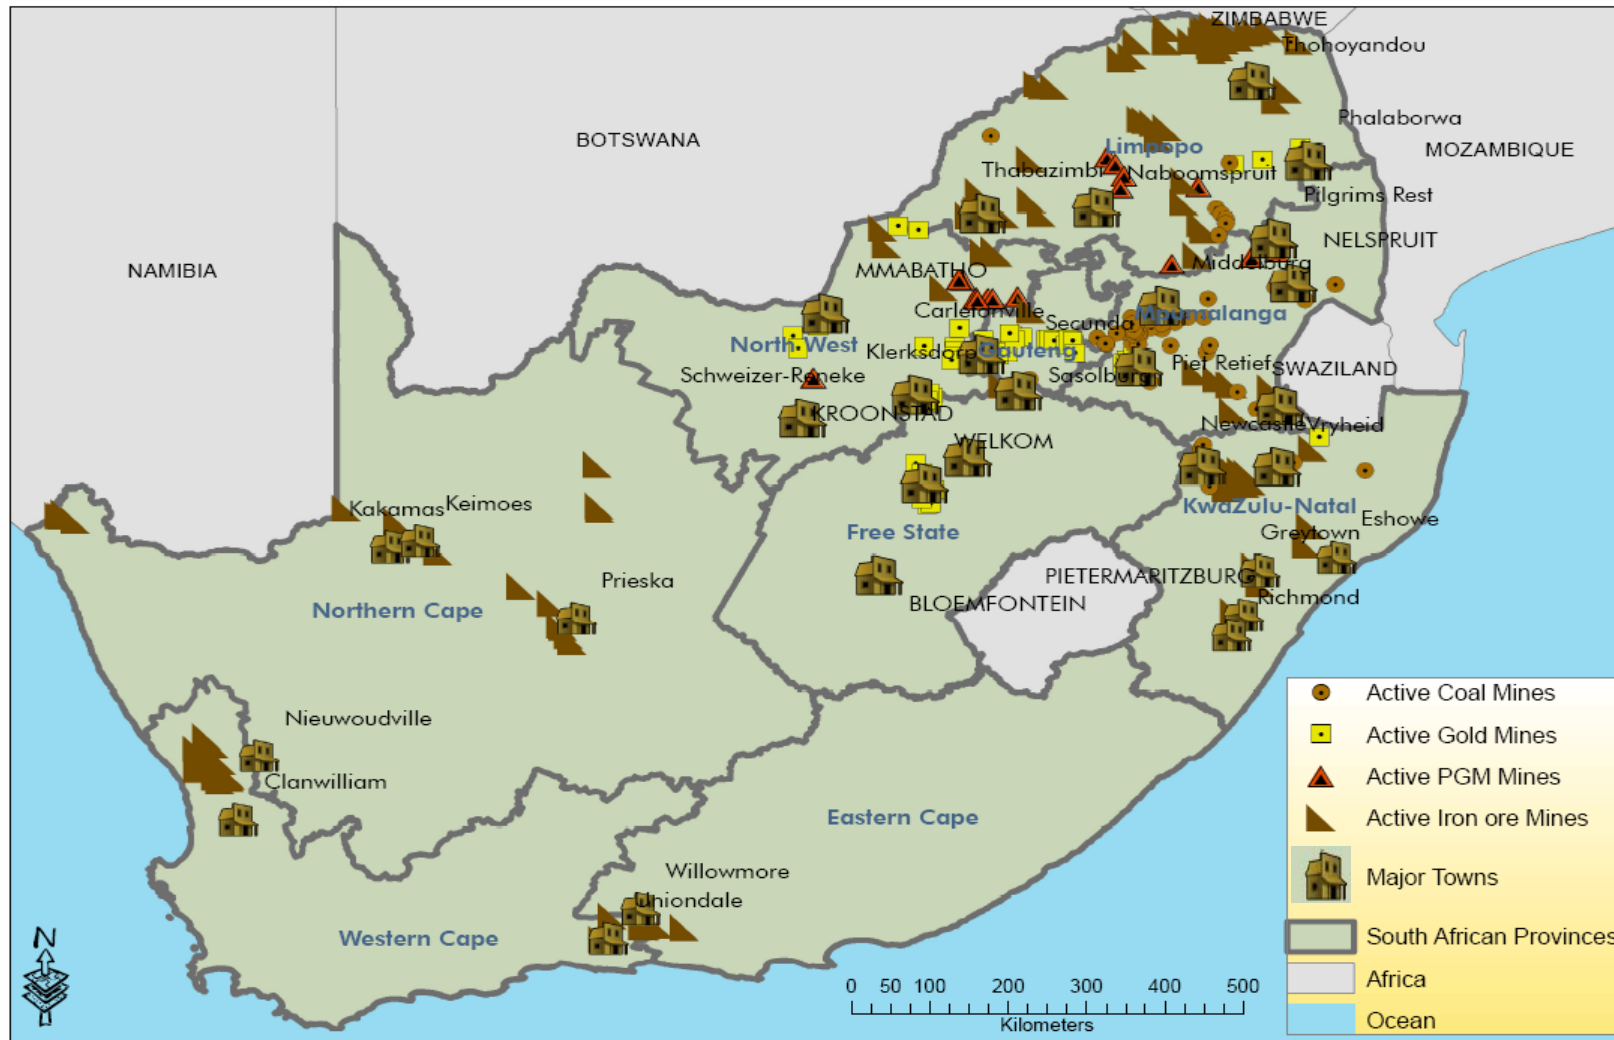 ZIMBABWE
Thohoyandou
Phalaborwa
BOTSWANA
Limpopo
MOZAMBIQUE
Thabazimbi
Naboomspruit
Pilgrims Rest
NELSPRUIT
NAMIBIA
MMABATHO
Middelburg
Carletonville
Secunda
Mpumalanga
North West
Klerksdorp
Gauteng
Schweizer-Reneke
Sasolburg
Piet Retief
SWAZILAND
KROONSTAD
Newcastle
Vryheid
WELKOM
Kakamas
Keimoes
KwaZulu-Natal
Free State
Greytown
Eshowe
Prieska
PIETERMARITZBURG
BLOEMFONTEIN
Richmond
Northern Cape
Nieuwoudville
Clanwilliam
Eastern Cape
Willowmore
Uniondale
Western Cape
N
0 50 100 200 300 400 500
Kilometers
Active Coal Mines
Active Gold Mines
Active PGM Mines
Active Iron ore Mines
Major Towns
South African Provinces
Africa
Ocean